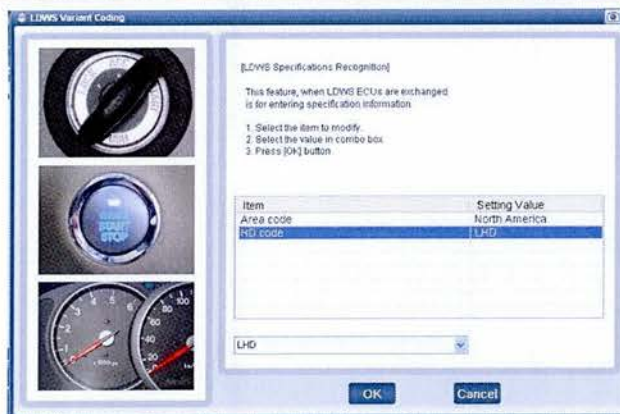 LDWS Variant Coding
[LDWS Specifications Recognition]
This feature, when LDWS ECUs are exchanged
is for entering specification information
1. Select the item to modify.
2. Select the value in combo box
3. Press [OK] button
Item Setting Value
Area code North America
HD code LHD
START
STOP
LHD
OK Cancel